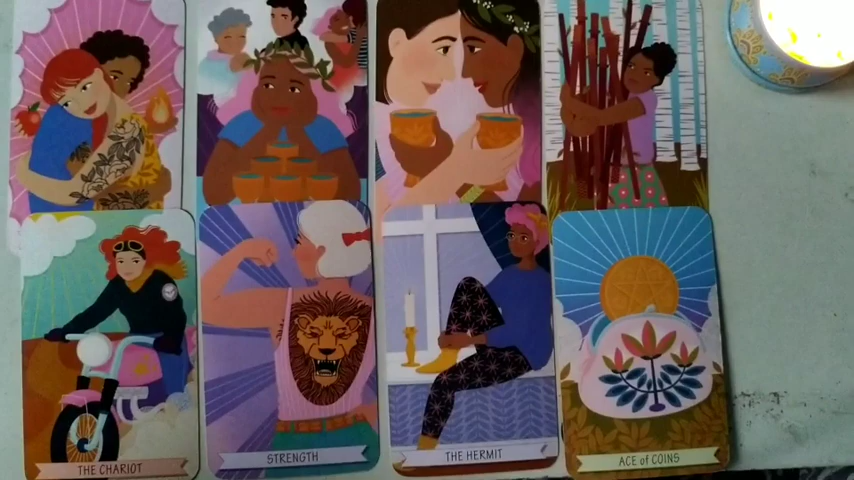 THE CHARIOT
STRENGTH
THE HERMIT
ACE of COINS